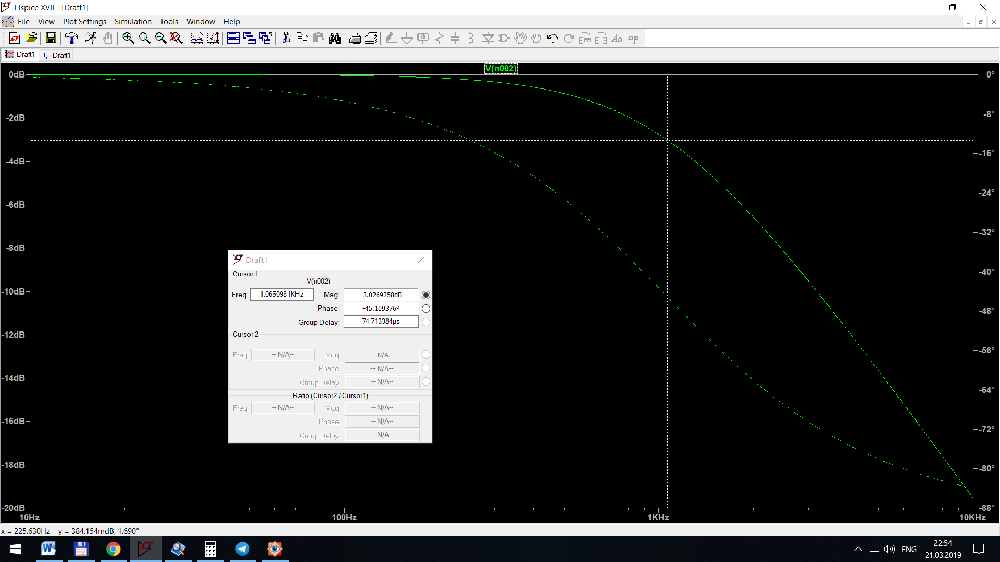 LTspice XVII - [Draft1]
File View Plot Settings Simulation Tools Window Help
Draft1 Draft1
V(n002)
0dB
-2dB
-4dB
-6dB
-8dB
-10dB
-12dB
-14dB
-16dB
-18dB
-20dB
0°
-8°
-16°
-24°
-32°
-40°
-48°
-56°
-64°
-72°
-80°
-88°
10Hz 100Hz 1KHz 10KHz
Draft1
Cursor 1
V(n002)
Freq: 1.0650981KHz Mag: -3.0269258dB
Phase: -45.109376°
Group Delay: 74.713384µs
Cursor 2
Freq: -- N/A-- Mag: -- N/A--
Phase: -- N/A--
Group Delay: -- N/A--
Ratio (Cursor2 / Cursor1)
Freq: -- N/A-- Mag: -- N/A--
Phase: -- N/A--
Group Delay: -- N/A--
x = 225.630Hz y = 384.154mdB, 1.690°
ENG
22:54
21.03.2019